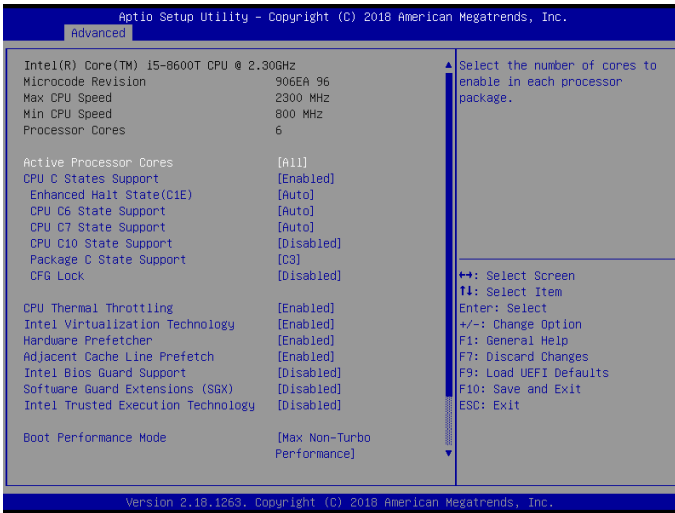 Aptio Setup Utility – Copyright (C) 2018 American Megatrends, Inc.
Advanced
Intel(R) Core(TM) i5-8600T CPU @ 2.30GHz
Microcode Revision 906EA 96
Max CPU Speed 2300 MHz
Min CPU Speed 800 MHz
Processor Cores 6
Active Processor Cores [All]
CPU C States Support [Enabled]
Enhanced Halt State(C1E) [Auto]
CPU C6 State Support [Auto]
CPU C7 State Support [Auto]
CPU C10 State Support [Disabled]
Package C State Support [C3]
CFG Lock [Disabled]
CPU Thermal Throttling [Enabled]
Intel Virtualization Technology [Enabled]
Hardware Prefetcher [Enabled]
Adjacent Cache Line Prefetch [Enabled]
Intel Bios Guard Support [Disabled]
Software Guard Extensions (SGX) [Disabled]
Intel Trusted Execution Technology [Disabled]
Boot Performance Mode [Max Non-Turbo
Performance]
Select the number of cores to
enable in each processor
package.
↔: Select Screen
↑↓: Select Item
Enter: Select
+/-: Change Option
F1: General Help
F7: Discard Changes
F9: Load UEFI Defaults
F10: Save and Exit
ESC: Exit
Version 2.18.1263. Copyright (C) 2018 American Megatrends, Inc.